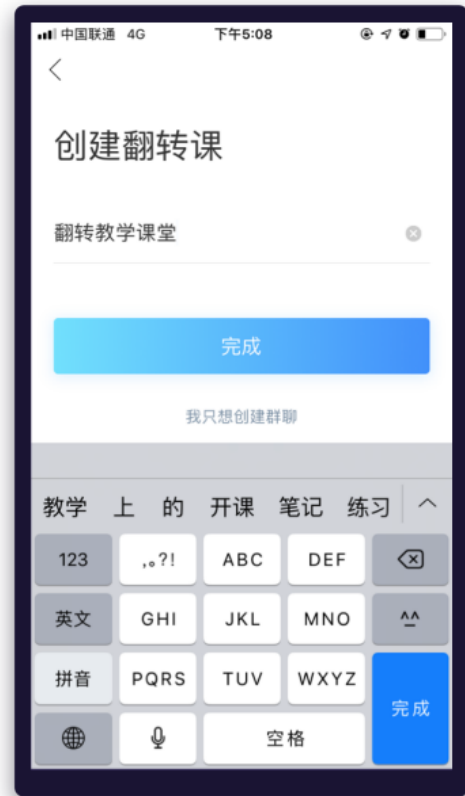 中国联通 4G 下午5:08
创建翻转课
翻转教学课堂
完成
我只想创建群聊
教学 上 的 开课 笔记 练习
123 ,。?! ABC DEF
英文 GHI JKL MNO ^^
拼音 PQRS TUV WXYZ
完成
空格